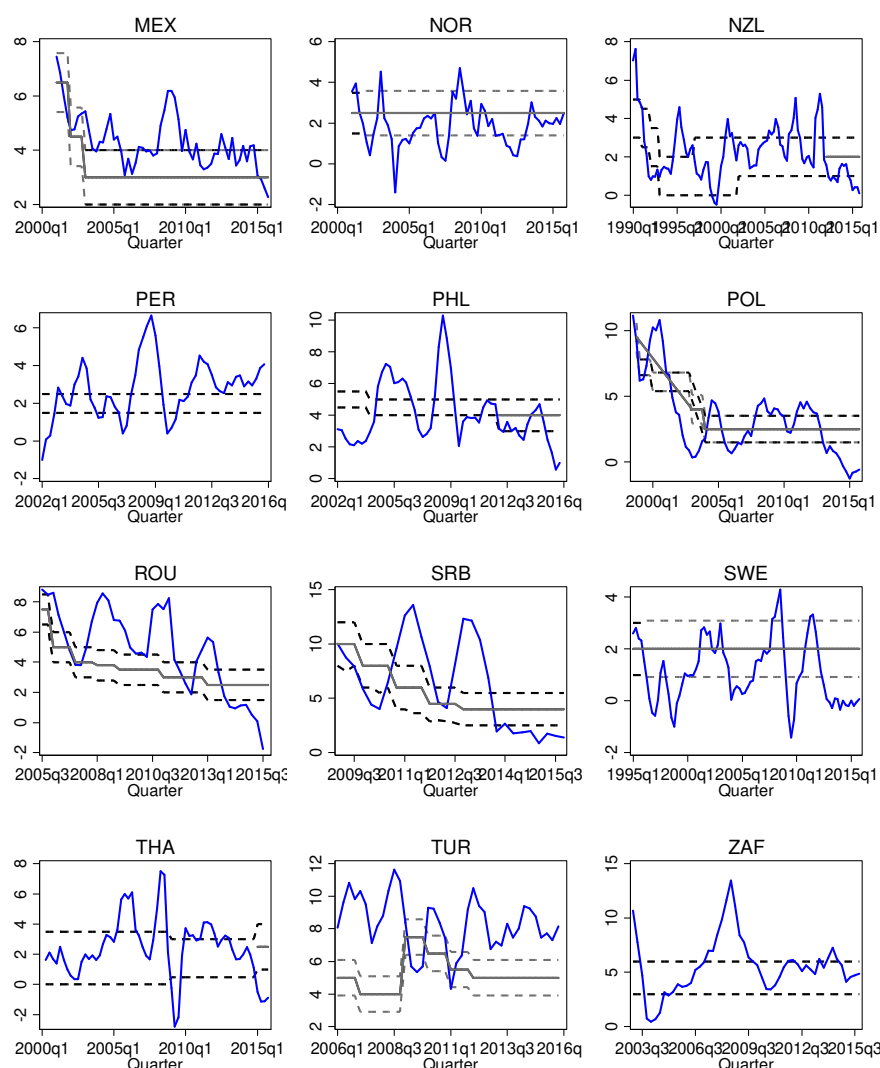 MEX
8
6
4
2
2000q1 2005q1 2010q1 2015q1
Quarter
NOR
6
4
2
0
-2
2000q1 2005q1 2010q1 2015q1
Quarter
NZL
8
6
4
2
0
1990q1 1995q1 2000q1 2005q1 2010q1 2015q1
Quarter
PER
6
4
2
0
-2
2002q1 2005q3 2009q1 2012q3 2016q
Quarter
PHL
10
8
6
4
2
0
2002q1 2005q3 2009q1 2012q3 2016q
Quarter
POL
10
5
0
2000q1 2005q1 2010q1 2015q1
Quarter
ROU
8
6
4
2
0
-2
2005q3 2008q1 2010q3 2013q1 2015q3
Quarter
SRB
15
10
5
0
2009q3 2011q1 2012q3 2014q1 2015q3
Quarter
SWE
4
2
0
-2
1995q1 2000q1 2005q1 2010q1 2015q1
Quarter
THA
8
6
4
2
0
-2
2000q1 2005q1 2010q1 2015q1
Quarter
TUR
12
10
8
6
4
2
2006q1 2008q3 2011q1 2013q3 2016q
Quarter
ZAF
15
10
5
0
2003q3 2006q3 2009q3 2012q3 2015q3
Quarter